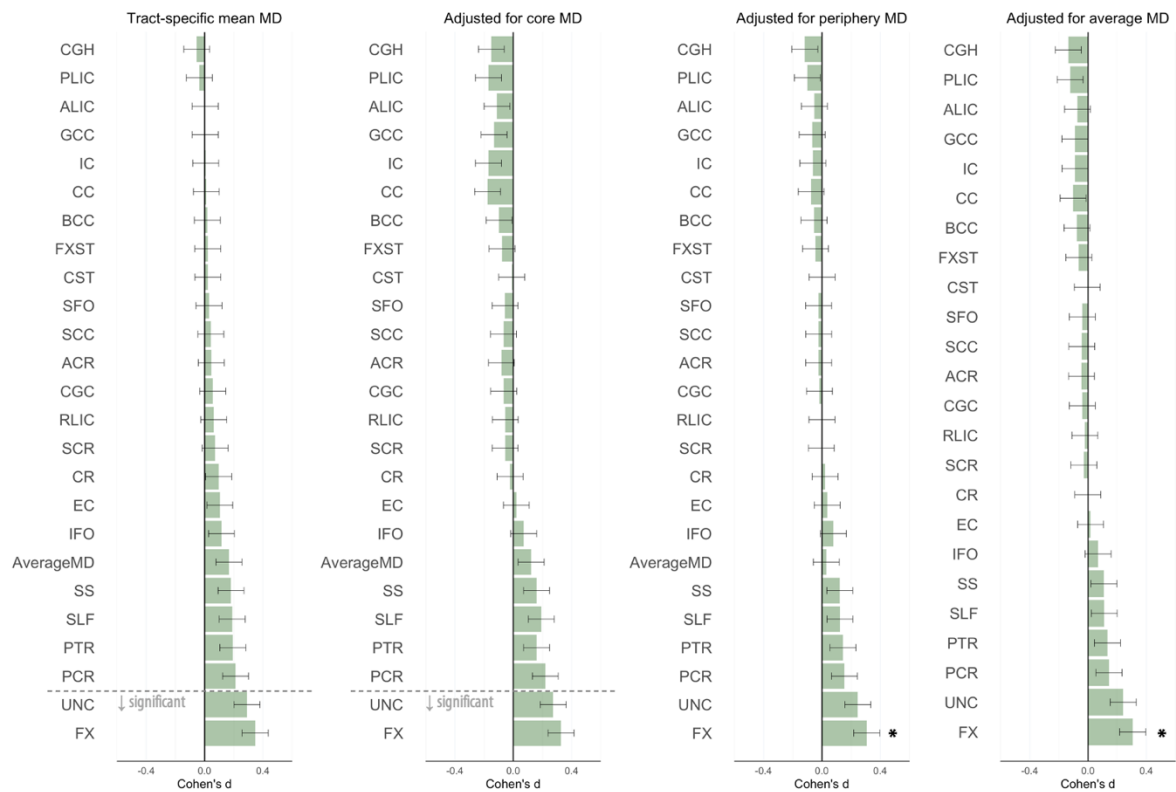 Tract-specific mean MD
CGH
PLIC
ALIC
GCC
IC
CC
BCC
FXST
CST
SFO
SCC
ACR
CGC
RLIC
SCR
CR
EC
IFO
AverageMD
SS
SLF
PTR
PCR
UNC
↓ significant
FX
-0.4 0.0 0.4
Cohen's d
Adjusted for core MD
CGH
PLIC
ALIC
GCC
IC
CC
BCC
FXST
CST
SFO
SCC
ACR
CGC
RLIC
SCR
CR
EC
IFO
AverageMD
SS
SLF
PTR
PCR
UNC
↓ significant
FX
-0.4 0.0 0.4
Cohen's d
Adjusted for periphery MD
CGH
PLIC
ALIC
GCC
IC
CC
BCC
FXST
CST
SFO
SCC
ACR
CGC
RLIC
SCR
CR
EC
IFO
AverageMD
SS
SLF
PTR
PCR
UNC
FX *
-0.4 0.0 0.4
Cohen's d
Adjusted for average MD
CGH
PLIC
ALIC
GCC
IC
CC
BCC
FXST
CST
SFO
SCC
ACR
CGC
RLIC
SCR
CR
EC
IFO
SS
SLF
PTR
PCR
UNC
FX *
-0.4 0.0 0.4
Cohen's d